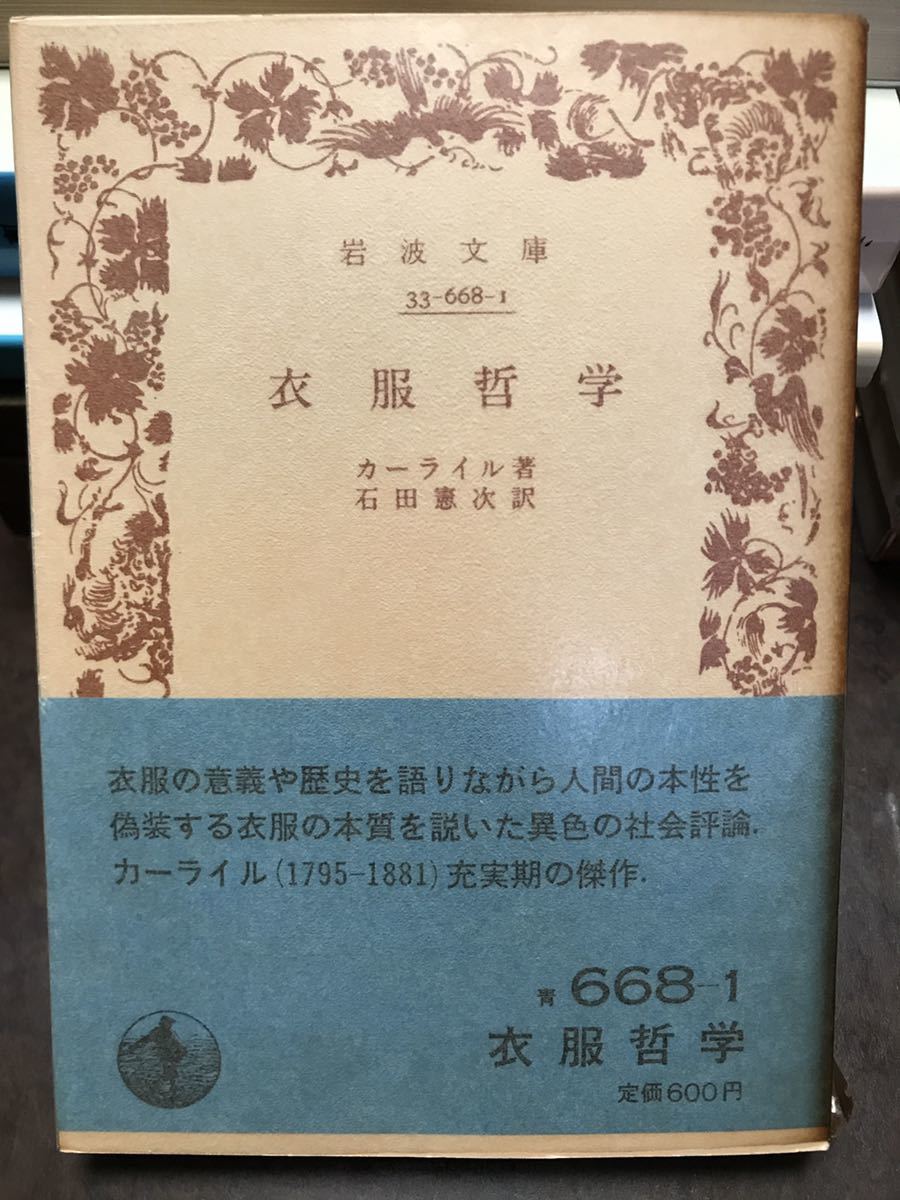 岩波文庫
33-668-1
衣服哲学
カーライル著
石田憲次訳
衣服の意義や歴史を語りながら人間の本性を
偽装する衣服の本質を説いた異色の社会評論.
カーライル(1795-1881)充実期の傑作.
青 668-1
衣服哲学
定価600円